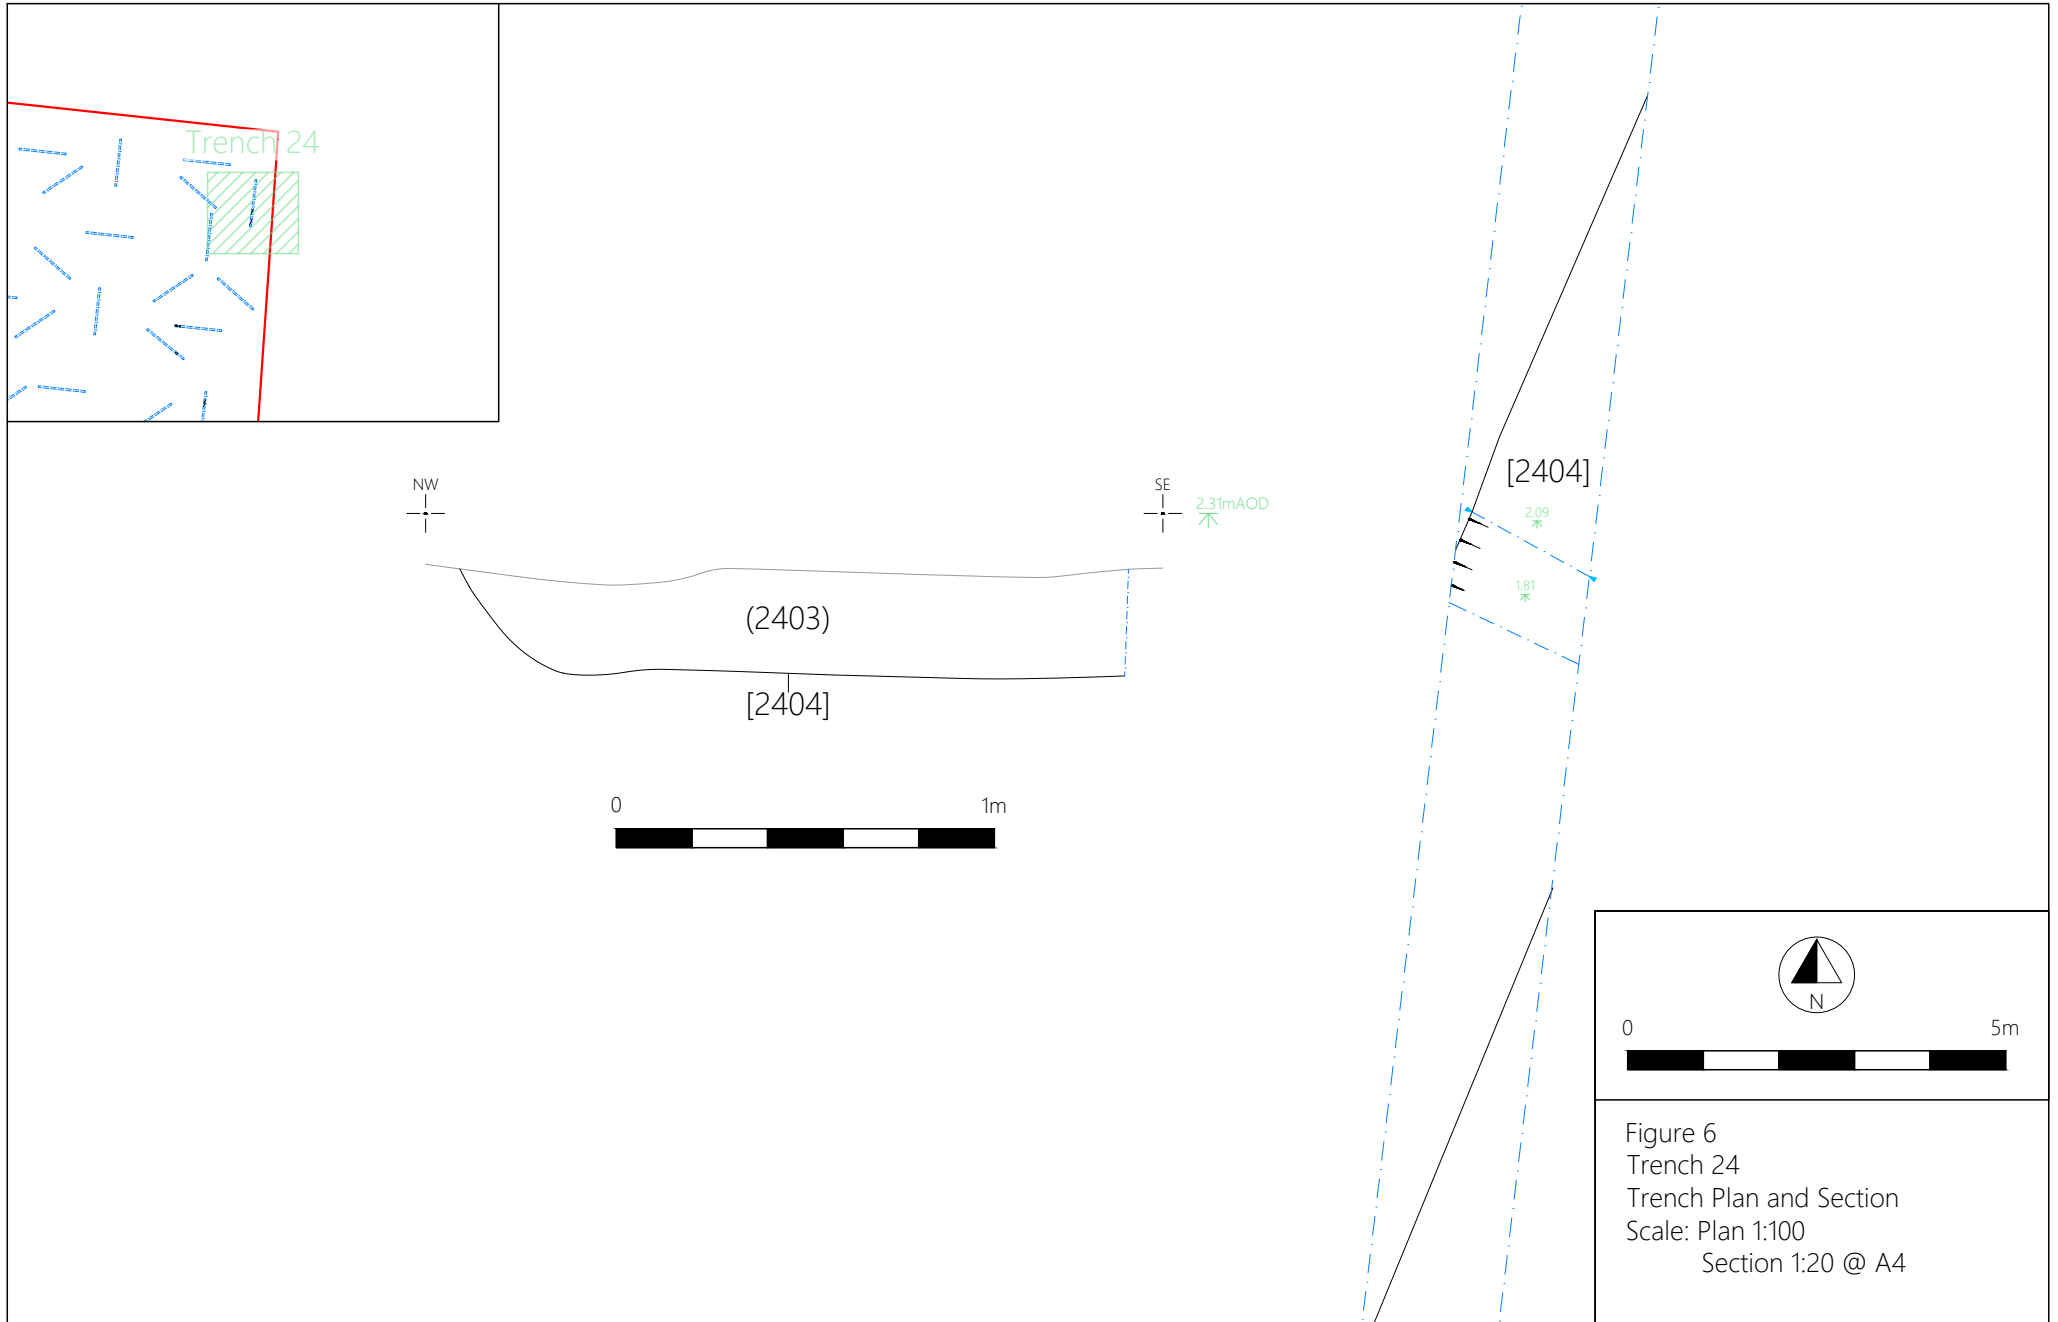 Trench 24
NW
SE
2.31mAOD
(2403)
[2404]
0
1m
[2404]
2.09
1.81
N
0
5m
Figure 6
Trench 24
Trench Plan and Section
Scale: Plan 1:100
Section 1:20 @ A4